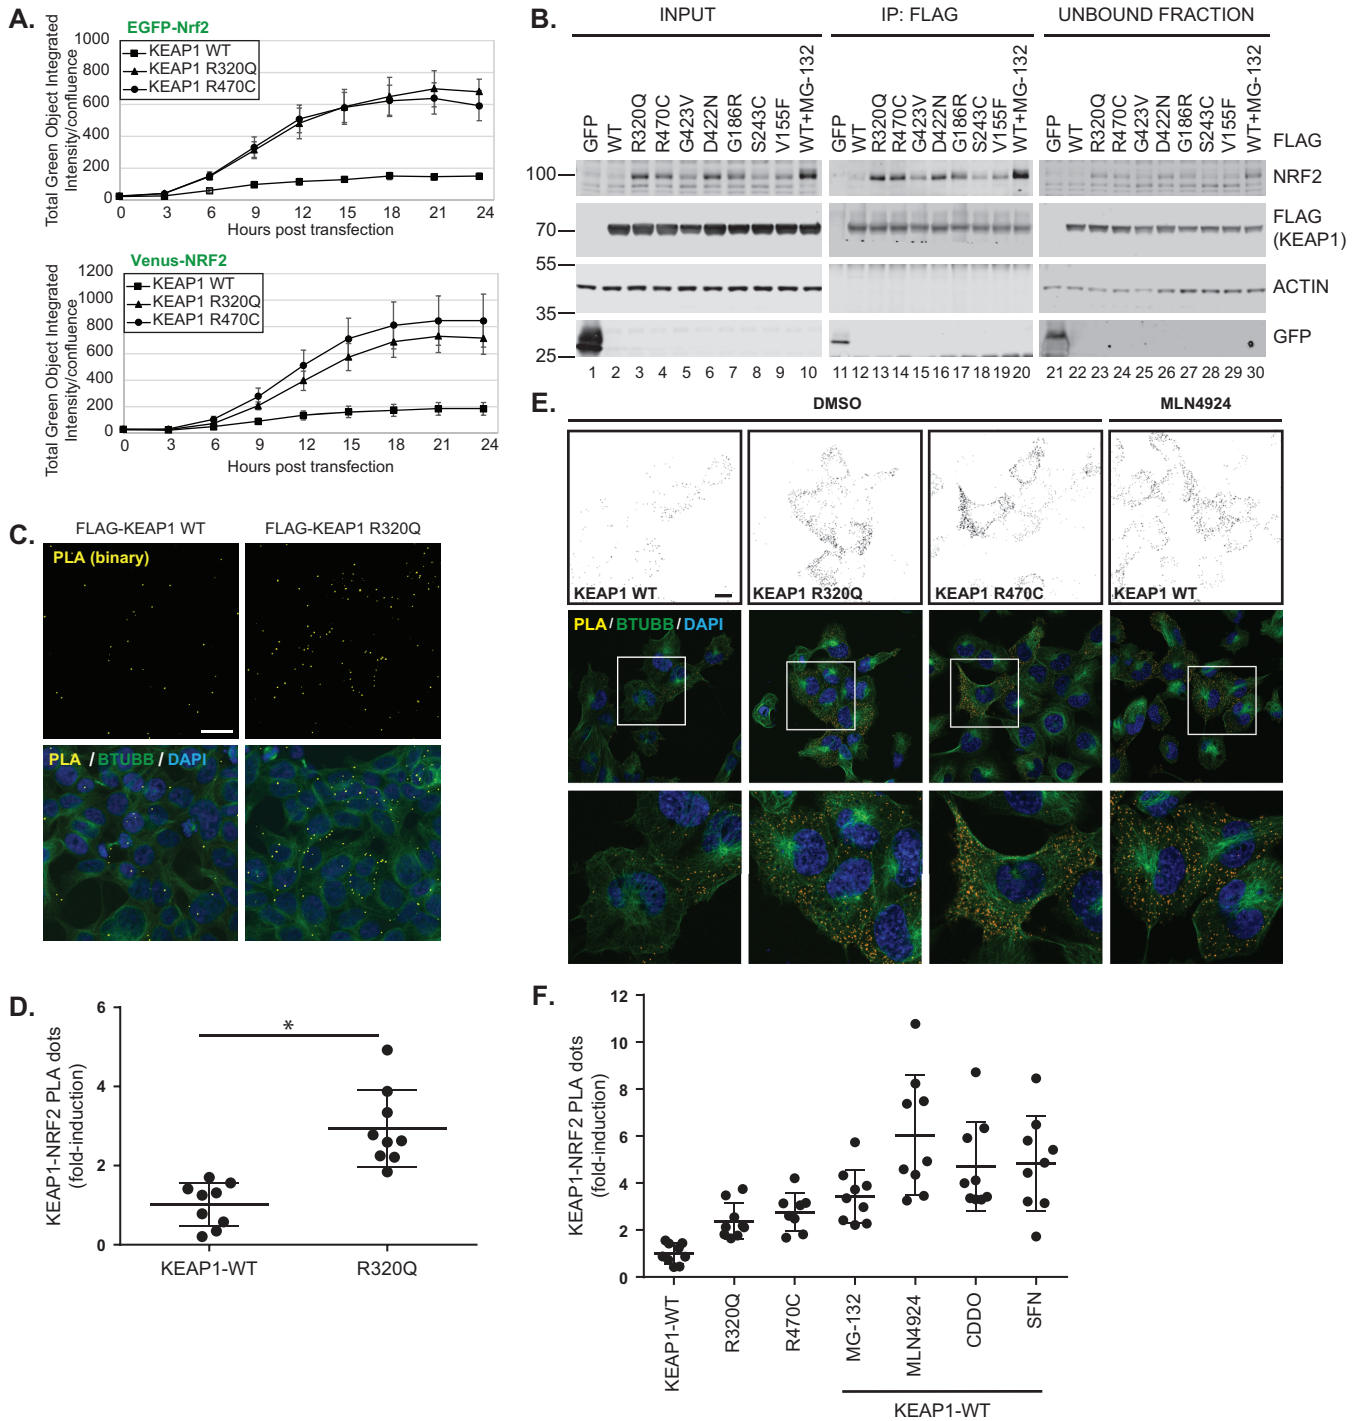 A.
EGFP-Nrf2
Total Green Object Integrated
Intensity/confluence
1000
800
600
400
200
0
KEAP1 WT
KEAP1 R320Q
KEAP1 R470C
0 3 6 9 12 15 18 21 24
Hours post transfection
Venus-NRF2
Total Green Object Integrated
Intensity/confluence
1200
1000
800
600
400
200
0
KEAP1 WT
KEAP1 R320Q
KEAP1 R470C
0 3 6 9 12 15 18 21 24
Hours post transfection
B.
INPUT IP: FLAG UNBOUND FRACTION
GFP WT R320Q R470C G423V D422N G186R S243C V155F WT+MG-132
GFP WT R320Q R470C G423V D422N G186R S243C V155F WT+MG-132
GFP WT R320Q R470C G423V D422N G186R S243C V155F WT+MG-132
FLAG
100 NRF2
70 FLAG
(KEAP1)
55
ACTIN
35
GFP
25
1 2 3 4 5 6 7 8 9 10 11 12 13 14 15 16 17 18 19 20 21 22 23 24 25 26 27 28 29 30
C.
FLAG-KEAP1 WT FLAG-KEAP1 R320Q
PLA (binary)
PLA / BTUBB / DAPI
D.
KEAP1-NRF2 PLA dots
(fold-induction)
6
4
2
0
*
KEAP1-WT R320Q
E.
DMSO MLN4924
KEAP1 WT KEAP1 R320Q KEAP1 R470C KEAP1 WT
PLA / BTUBB / DAPI
F.
KEAP1-NRF2 PLA dots
(fold-induction)
12
10
8
6
4
2
0
KEAP1-WT R320Q R470C MG-132 MLN4924 CDDO SFN
KEAP1-WT